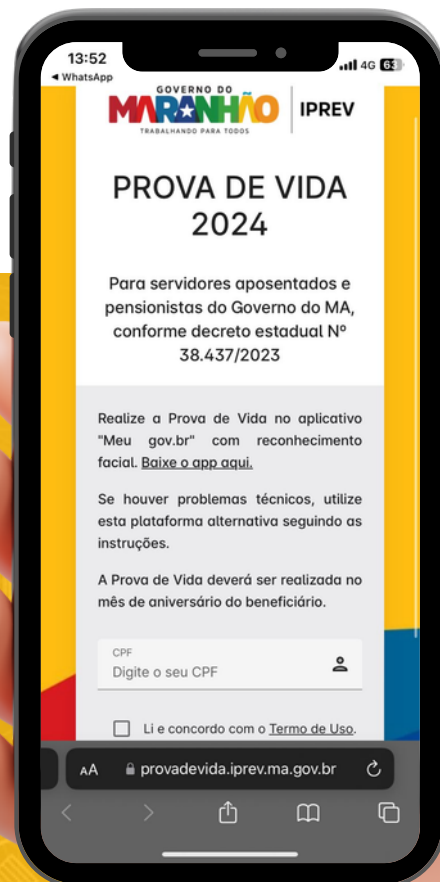 13:52
4G 63
◄ WhatsApp
GOVERNO DO
MARANHÃO
TRABALHANDO PARA TODOS
IPREV
PROVA DE VIDA
2024
Para servidores aposentados e
pensionistas do Governo do MA,
conforme decreto estadual Nº
38.437/2023
Realize a Prova de Vida no aplicativo
"Meu gov.br" com reconhecimento
facial. Baixe o app aqui.
Se houver problemas técnicos, utilize
esta plataforma alternativa seguindo as
instruções.
A Prova de Vida deverá ser realizada no
mês de aniversário do beneficiário.
CPF
Digite o seu CPF
Li e concordo com o Termo de Uso.
AA provadevida.iprev.ma.gov.br